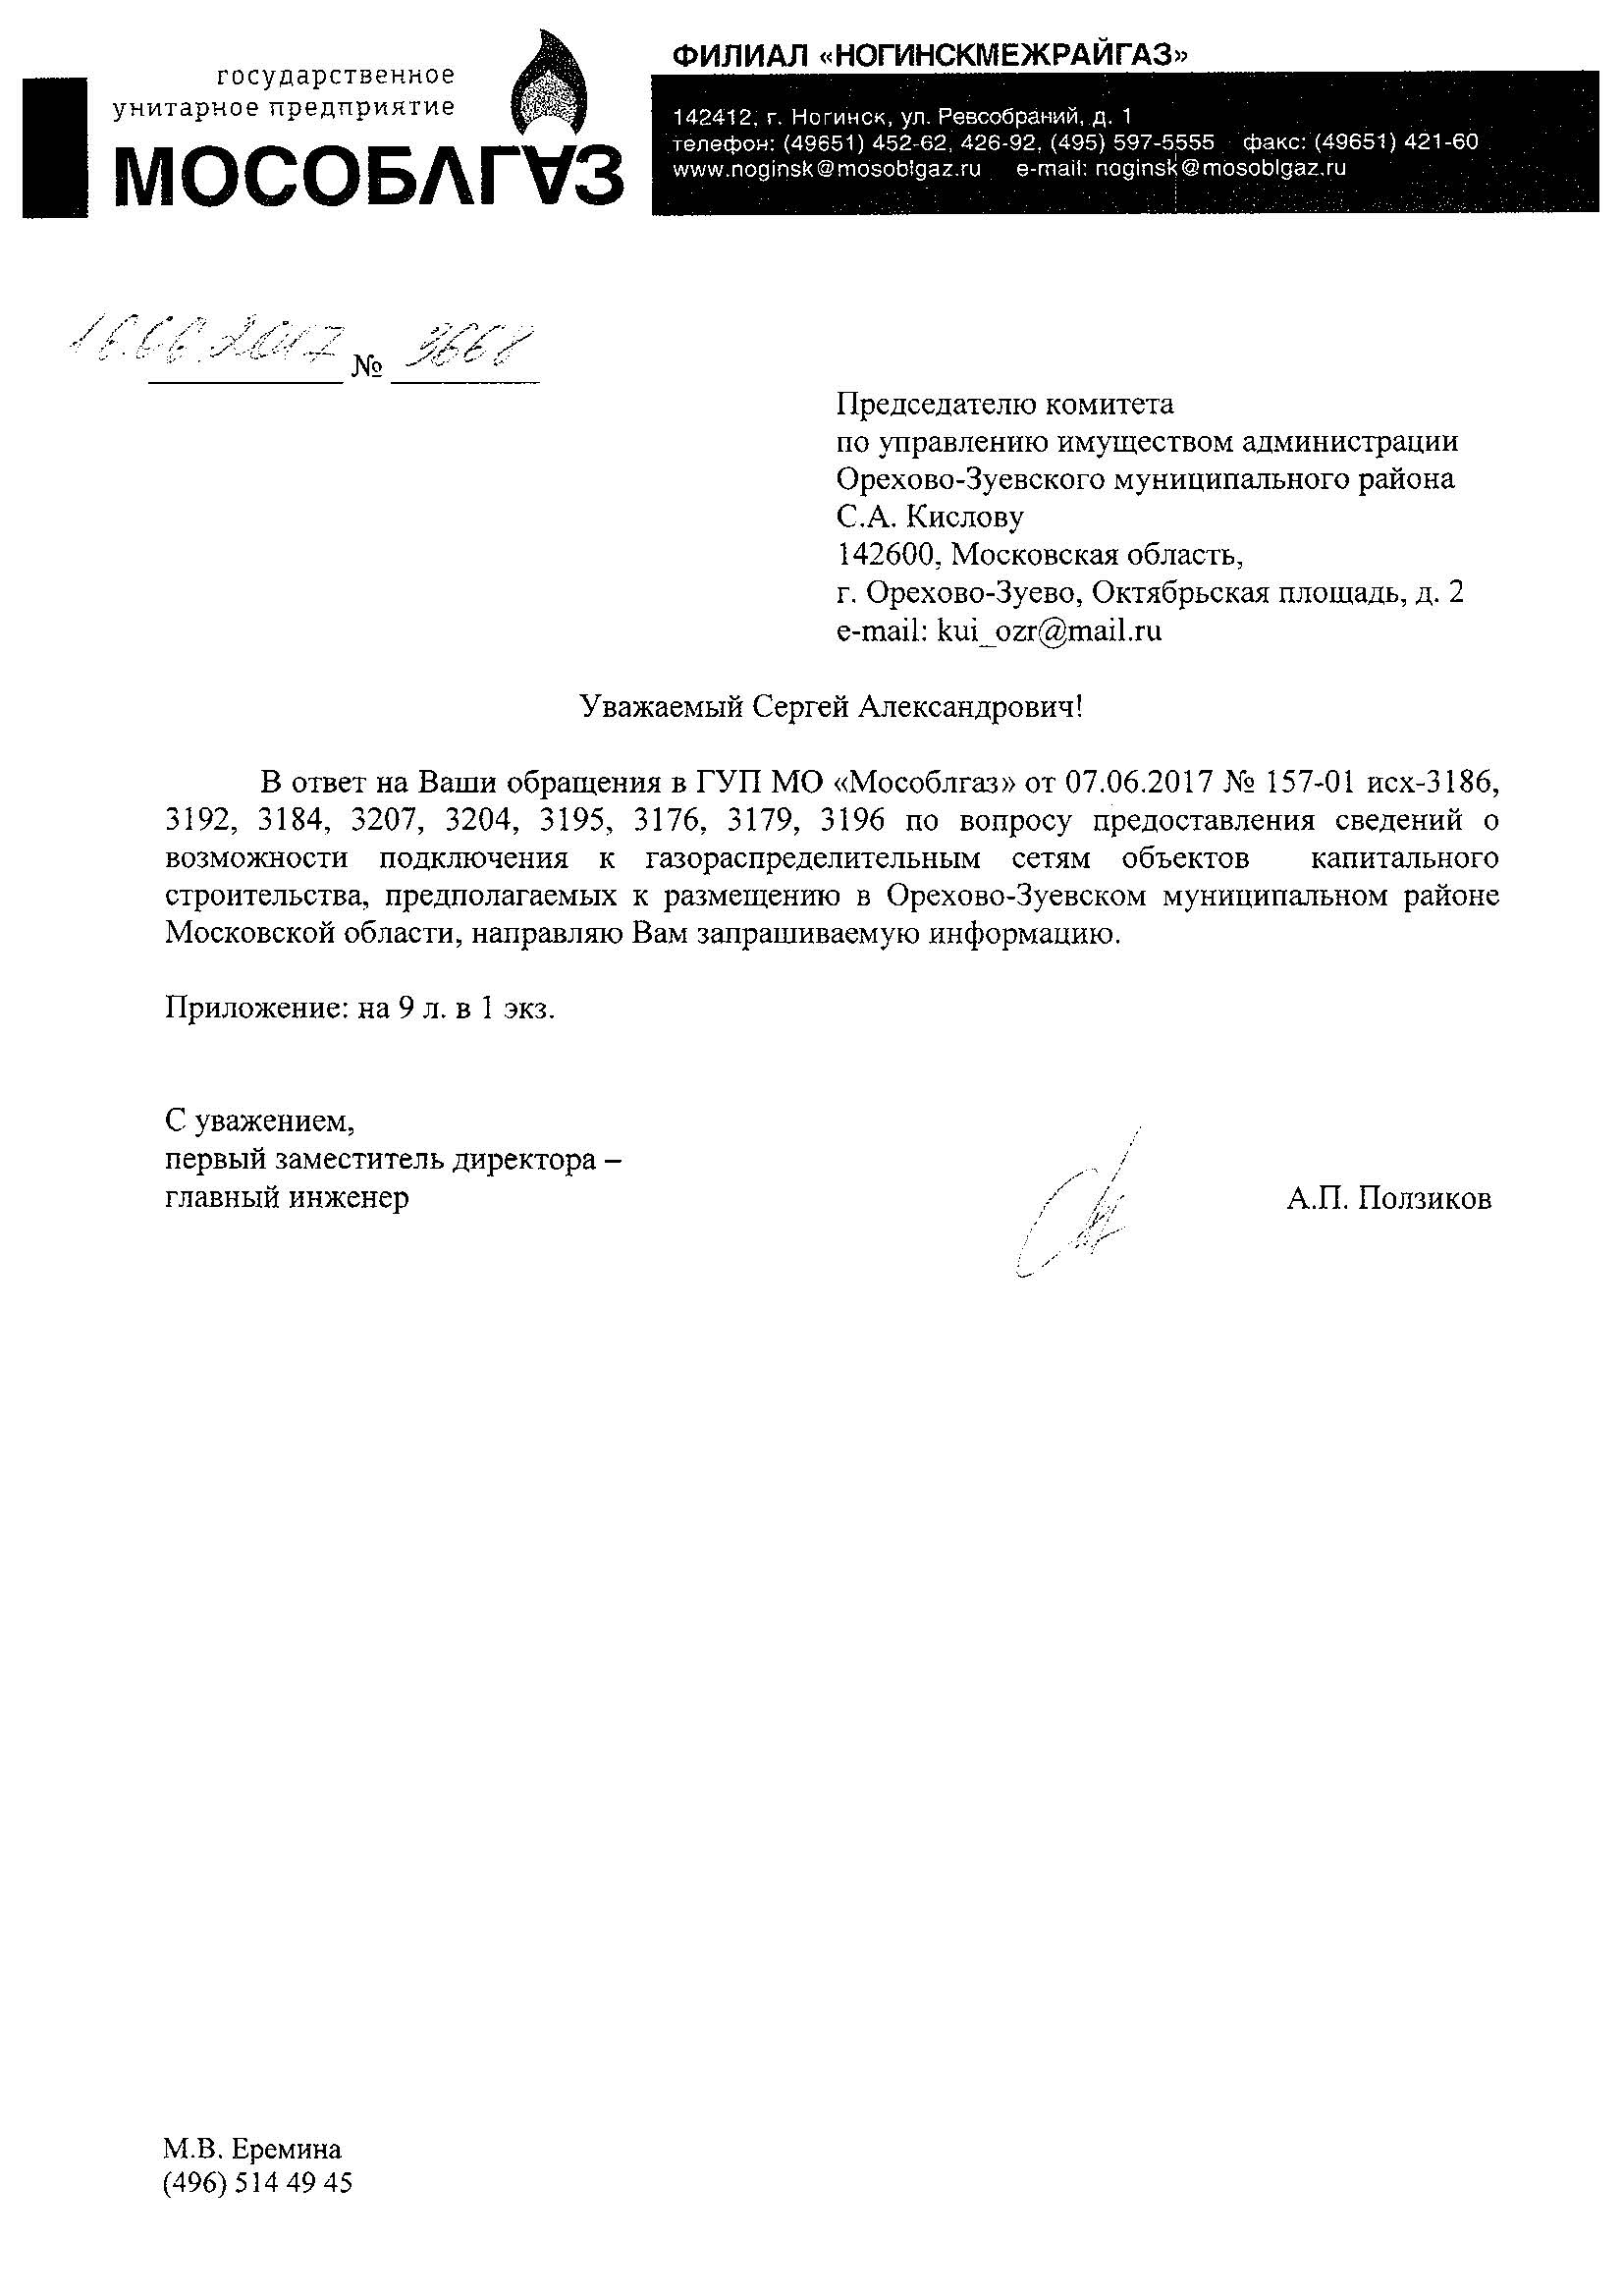 государственное
унитарное предприятие
МОСОБЛГАЗ
ФИЛИАЛ «НОГИНСКМЕЖРАЙГАЗ»
142412, г. Ногинск, ул. Ревсобраний, д. 1
телефон: (49651) 452-62, 426-92, (495) 597-5555 факс: (49651) 421-60
www.noginsk@mosoblgaz.ru e-mail: noginsk@mosoblgaz.ru
16.06.2017 № 3668
Председателю комитета
по управлению имуществом администрации
Орехово-Зуевского муниципального района
С.А. Кислову
142600, Московская область,
г. Орехово-Зуево, Октябрьская площадь, д. 2
e-mail: kui_ozr@mail.ru
Уважаемый Сергей Александрович!
В ответ на Ваши обращения в ГУП МО «Мособлгаз» от 07.06.2017 № 157-01 исх-3186,
3192, 3184, 3207, 3204, 3195, 3176, 3179, 3196 по вопросу предоставления сведений о
возможности подключения к газораспределительным сетям объектов капитального
строительства, предполагаемых к размещению в Орехово-Зуевском муниципальном районе
Московской области, направляю Вам запрашиваемую информацию.
Приложение: на 9 л. в 1 экз.
С уважением,
первый заместитель директора –
главный инженер
А.П. Ползиков
М.В. Еремина
(496) 514 49 45